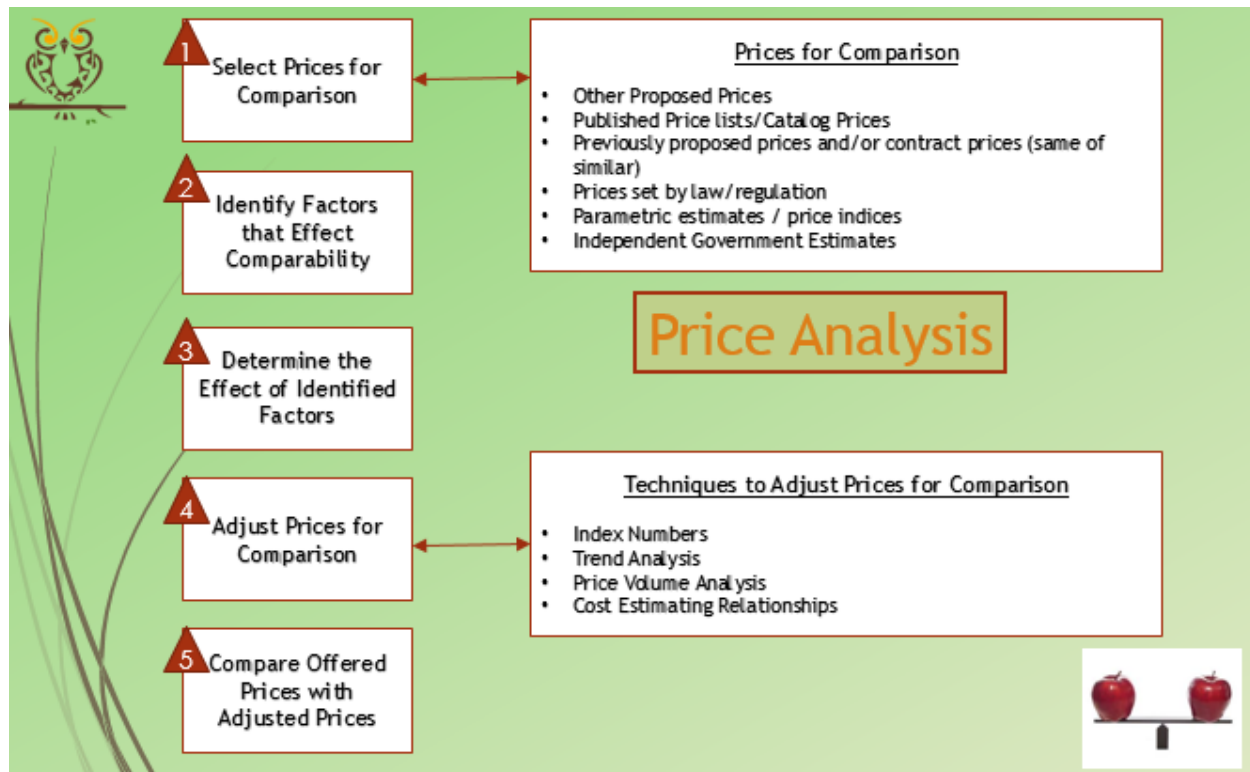 1
Select Prices for
Comparison
Prices for Comparison
• Other Proposed Prices
• Published Price lists/Catalog Prices
• Previously proposed prices and/or contract prices (same of
similar)
• Prices set by law/regulation
• Parametric estimates / price indices
• Independent Government Estimates
2
Identify Factors
that Effect
Comparability
Price Analysis
3
Determine the
Effect of Identified
Factors
4
Adjust Prices for
Comparison
Techniques to Adjust Prices for Comparison
• Index Numbers
• Trend Analysis
• Price Volume Analysis
• Cost Estimating Relationships
5
Compare Offered
Prices with
Adjusted Prices